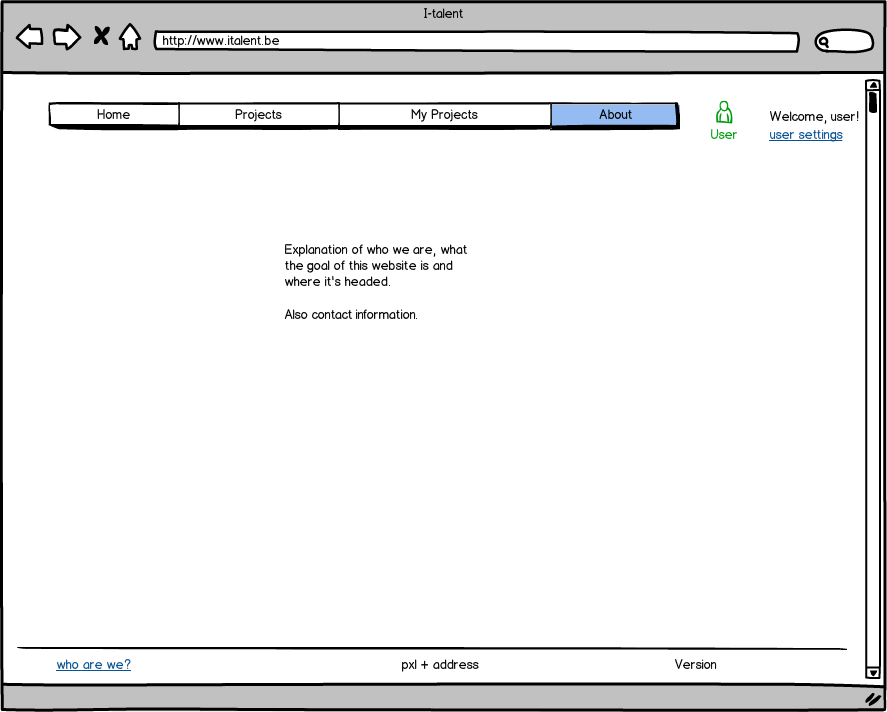 I-talent
http://www.italent.be
Home Projects My Projects About
User
Welcome, user!
user settings
Explanation of who we are, what
the goal of this website is and
where it's headed.
Also contact information.
who are we? pxl + address Version